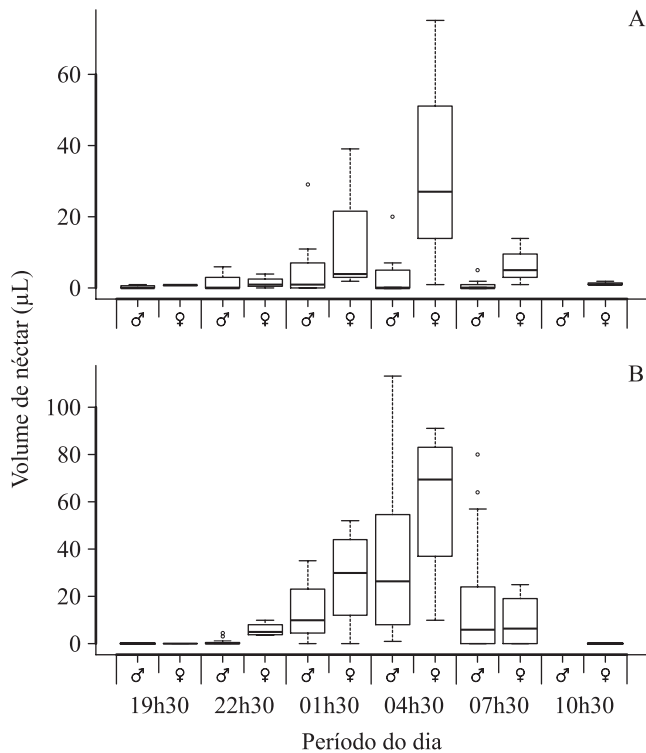 A
60
40
20
0
♂ ♀ ♂ ♀ ♂ ♀ ♂ ♀ ♂ ♀ ♂ ♀
Volume de néctar (µL)
B
100
80
60
40
20
0
♂ ♀ ♂ ♀ ♂ ♀ ♂ ♀ ♂ ♀ ♂ ♀
19h30 22h30 01h30 04h30 07h30 10h30
Período do dia